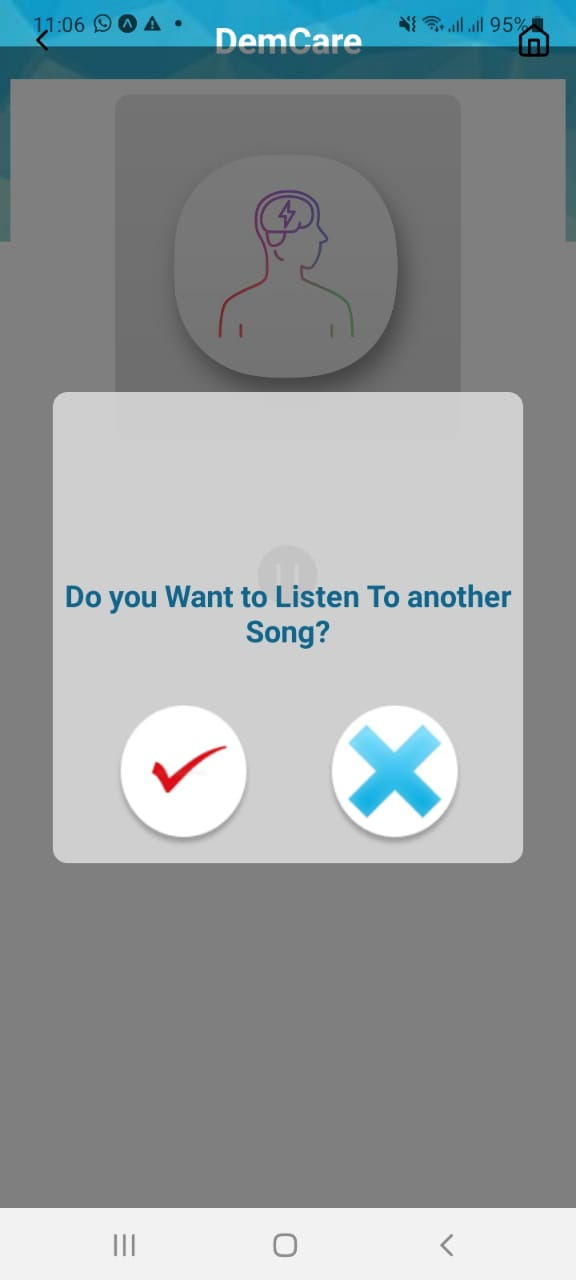 11:06
95%
DemCare
Do you Want to Listen To another
Song?